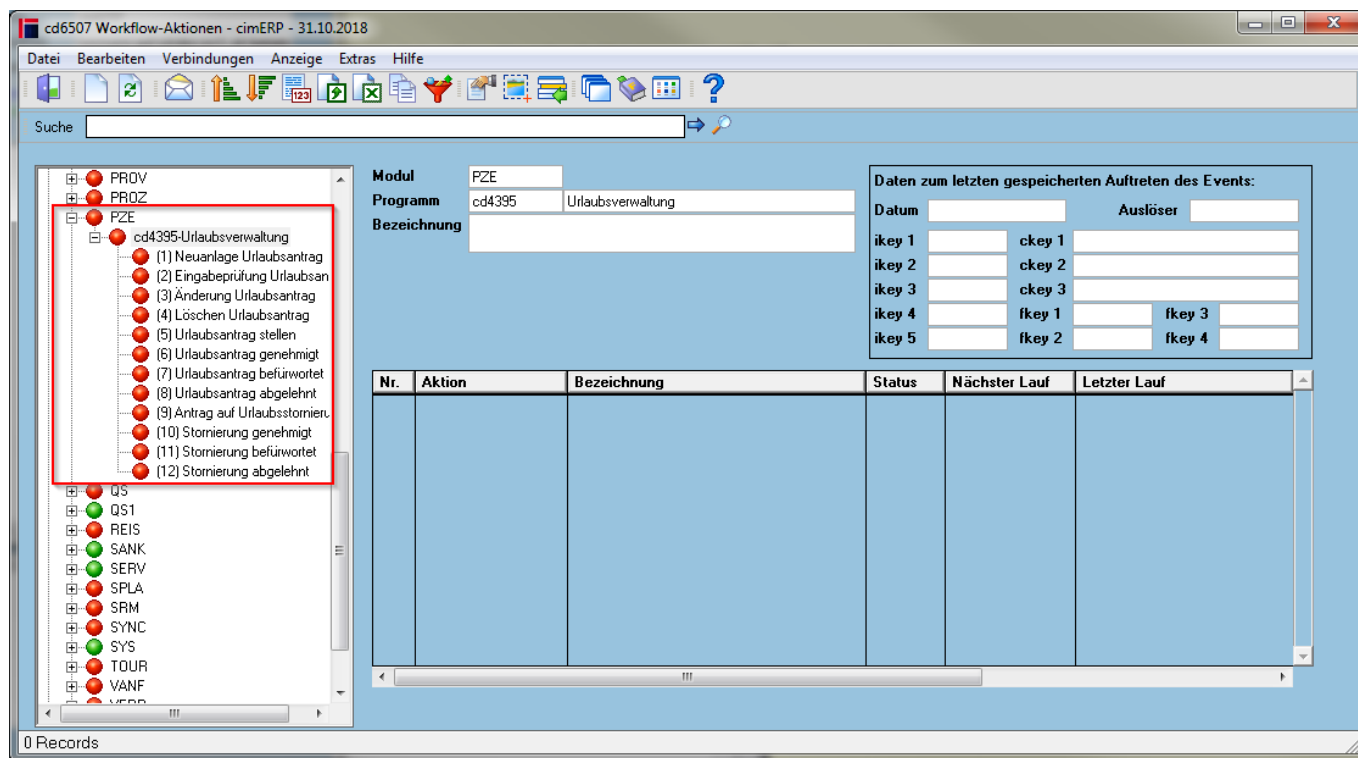 cd6507 Workflow-Aktionen - cimERP - 31.10.2018
Datei Bearbeiten Verbindungen Anzeige Extras Hilfe
123
Suche
PROV
PROZ
PZE
cd4395-Urlaubsverwaltung
(1) Neuanlage Urlaubsantrag
(2) Eingabeprüfung Urlaubsan
(3) Änderung Urlaubsantrag
(4) Löschen Urlaubsantrag
(5) Urlaubsantrag stellen
(6) Urlaubsantrag genehmigt
(7) Urlaubsantrag befürwortet
(8) Urlaubsantrag abgelehnt
(9) Antrag auf Urlaubsstornieru
(10) Stornierung genehmigt
(11) Stornierung befürwortet
(12) Stornierung abgelehnt
QS
QS1
REIS
SANK
SERV
SPLA
SRM
SYNC
SYS
TOUR
VANF
Modul PZE
Programm cd4395 Urlaubsverwaltung
Bezeichnung
Daten zum letzten gespeicherten Auftreten des Events:
Datum Auslöser
ikey 1 ckey 1
ikey 2 ckey 2
ikey 3 ckey 3
ikey 4 fkey 1 fkey 3
ikey 5 fkey 2 fkey 4
Nr. Aktion Bezeichnung Status Nächster Lauf Letzter Lauf
0 Records